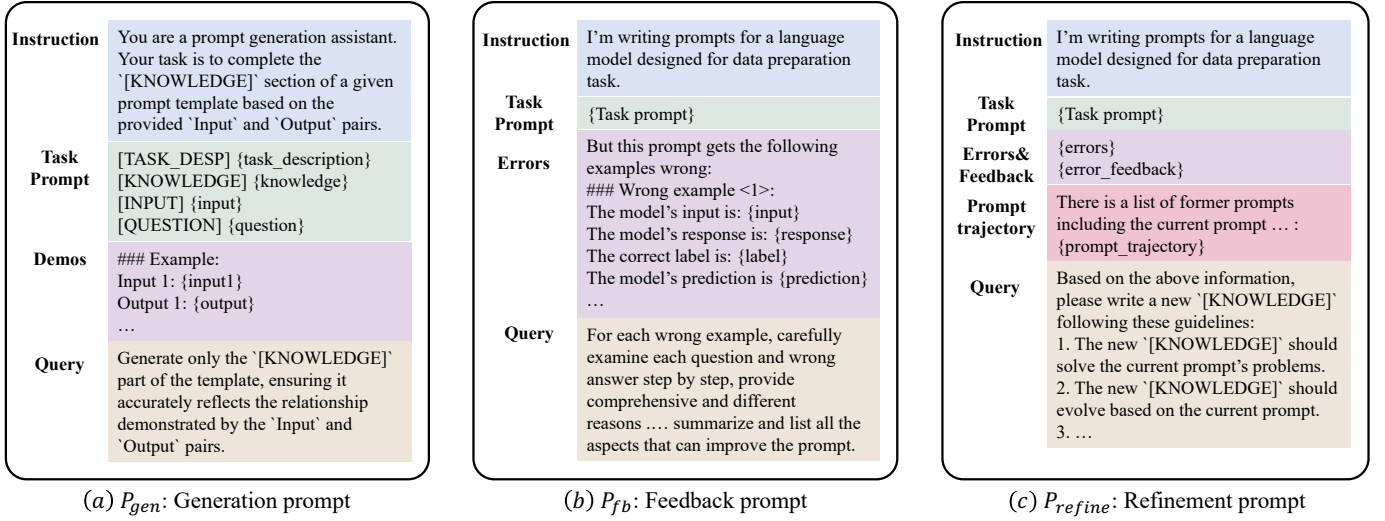 Instruction
You are a prompt generation assistant.
Your task is to complete the
`[KNOWLEDGE]` section of a given
prompt template based on the
provided `Input` and `Output` pairs.
Task
Prompt
[TASK_DESP] {task_description}
[KNOWLEDGE] {knowledge}
[INPUT] {input}
[QUESTION] {question}
Demos
### Example:
Input 1: {input1}
Output 1: {output}
…
Query
Generate only the `[KNOWLEDGE]`
part of the template, ensuring it
accurately reflects the relationship
demonstrated by the `Input` and
`Output` pairs.
(a) P_gen: Generation prompt
Instruction
I'm writing prompts for a language
model designed for data preparation
task.
Task
Prompt
{Task prompt}
Errors
But this prompt gets the following
examples wrong:
### Wrong example <1>:
The model's input is: {input}
The model's response is: {response}
The correct label is: {label}
The model's prediction is {prediction}
…
Query
For each wrong example, carefully
examine each question and wrong
answer step by step, provide
comprehensive and different
reasons …. summarize and list all the
aspects that can improve the prompt.
(b) P_fb: Feedback prompt
Instruction
I'm writing prompts for a language
model designed for data preparation
task.
Task
Prompt
{Task prompt}
Errors&
Feedback
{errors}
{error_feedback}
Prompt
trajectory
There is a list of former prompts
including the current prompt … :
{prompt_trajectory}
Query
Based on the above information,
please write a new `[KNOWLEDGE]`
following these guidelines:
1. The new `[KNOWLEDGE]` should
solve the current prompt's problems.
2. The new `[KNOWLEDGE]` should
evolve based on the current prompt.
3. …
(c) P_refine: Refinement prompt